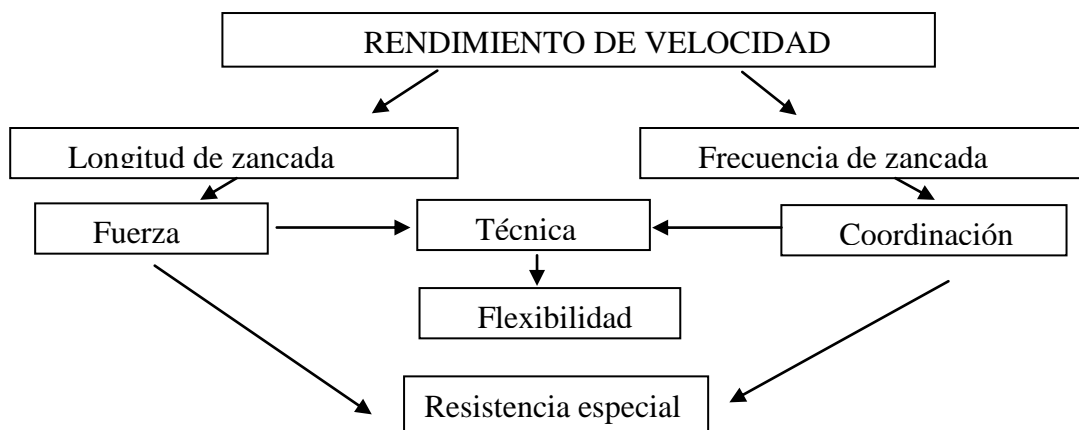 RENDIMIENTO DE VELOCIDAD
Longitud de zancada
Frecuencia de zancada
Fuerza
Técnica
Coordinación
Flexibilidad
Resistencia especial